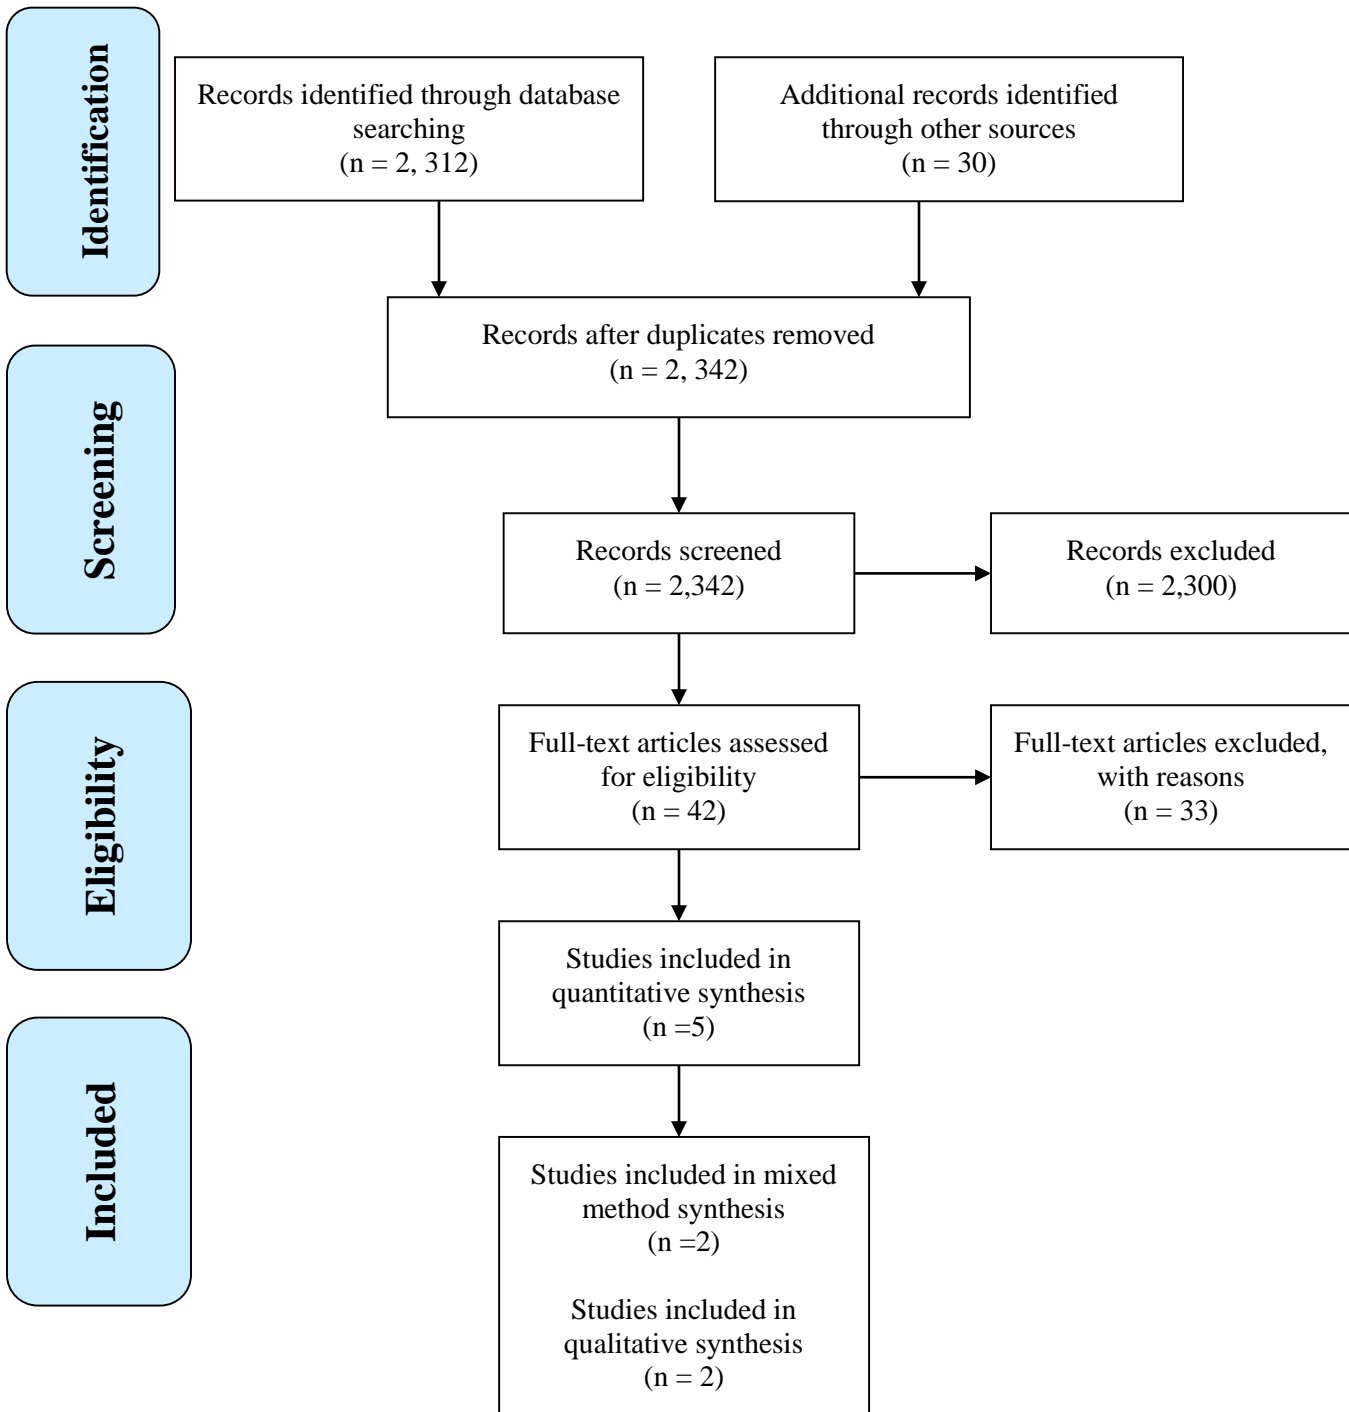 Identification
Records identified through database
searching
(n = 2, 312)
Additional records identified
through other sources
(n = 30)
Records after duplicates removed
(n = 2, 342)
Screening
Records screened
(n = 2,342)
Records excluded
(n = 2,300)
Eligibility
Full-text articles assessed
for eligibility
(n = 42)
Full-text articles excluded,
with reasons
(n = 33)
Studies included in
quantitative synthesis
(n =5)
Included
Studies included in mixed
method synthesis
(n =2)
Studies included in
qualitative synthesis
(n = 2)